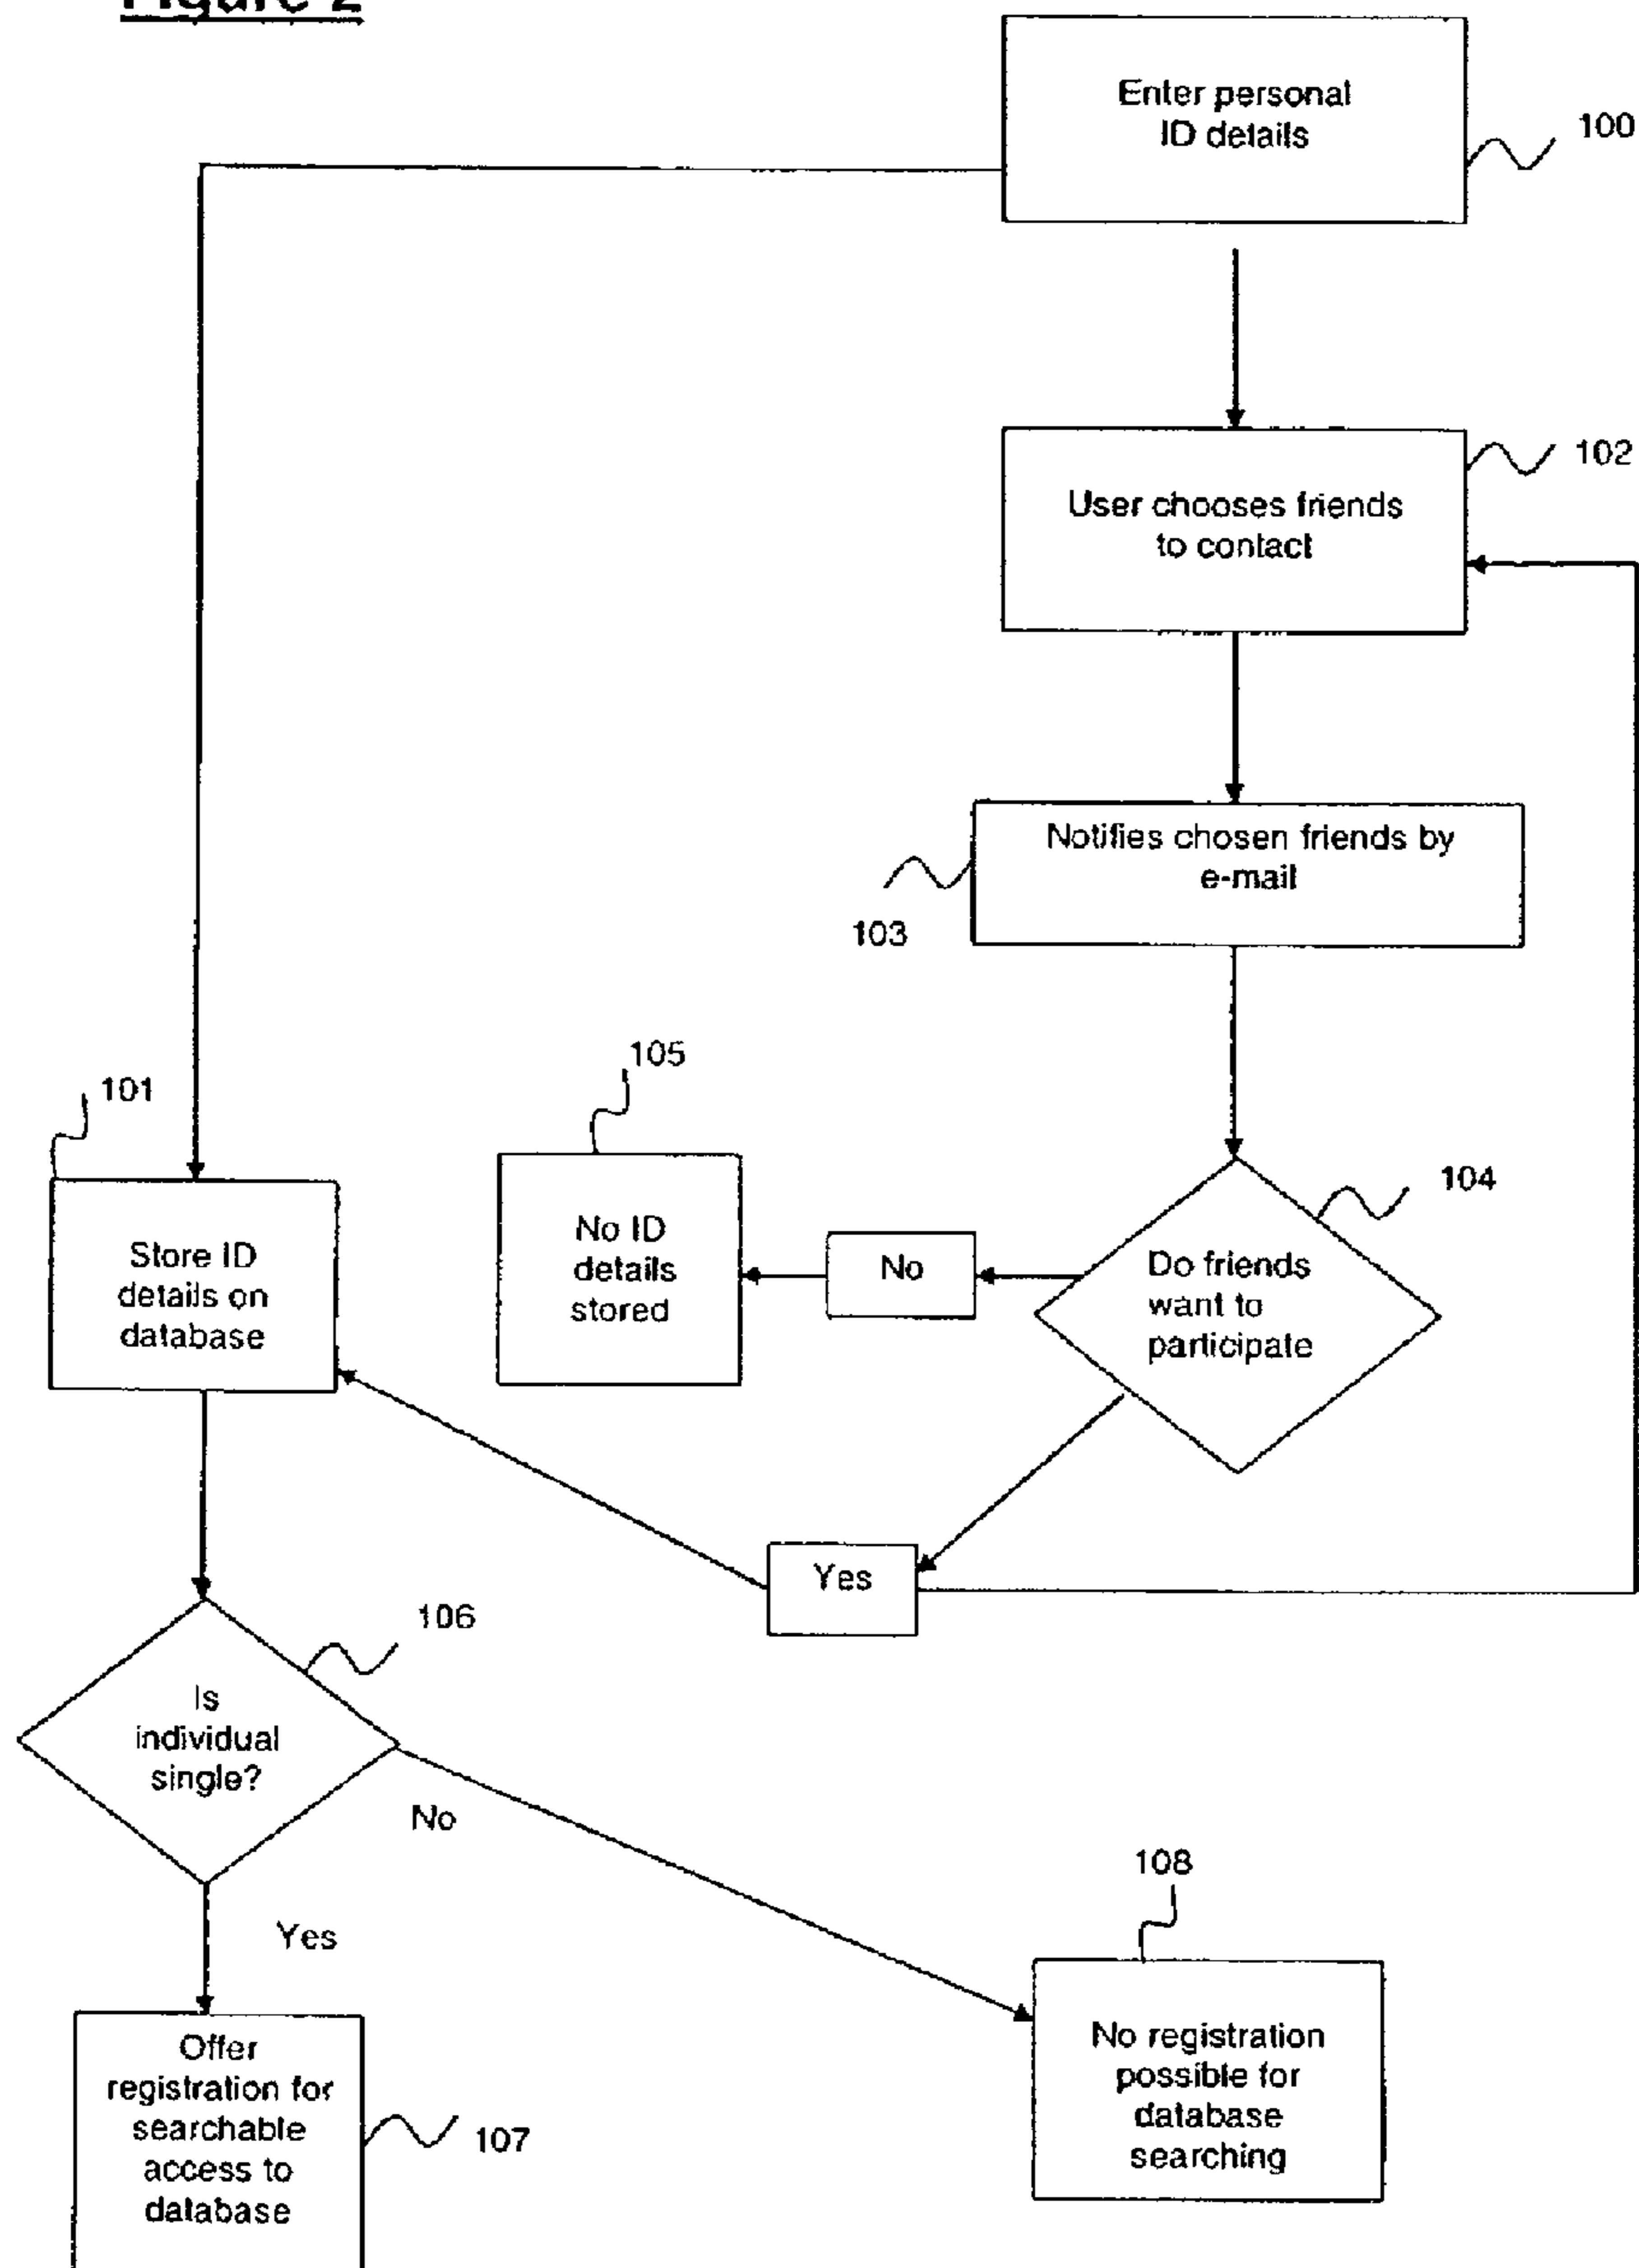 Figure 2
Enter personal
ID details
100
102
User chooses friends
to contact
Notifies chosen friends by
e-mail
103
105
101
104
No ID
details
stored
No
Do friends
want to
participate
Store ID
details on
database
Yes
106
Is
individual
single?
No
108
Yes
No registration
possible for
database
searching
Offer
registration for
searchable
access to
database
107